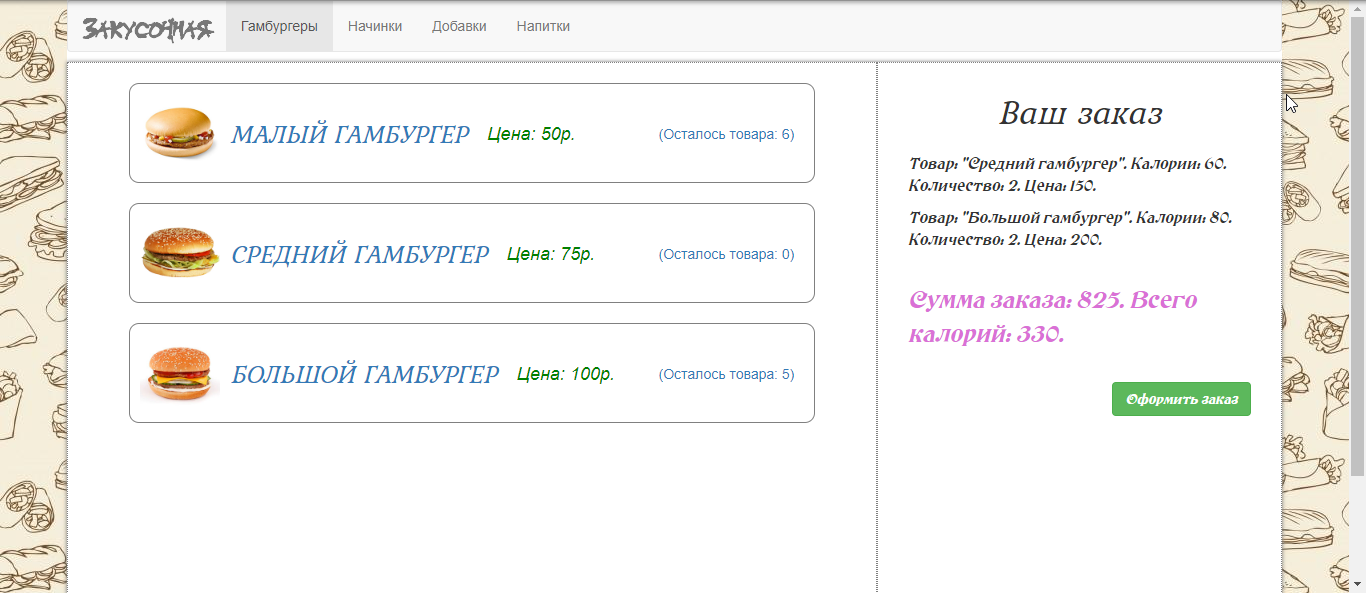 Закусочная
Гамбургеры
Начинки
Добавки
Напитки
МАЛЫЙ ГАМБУРГЕР Цена: 50р. (Осталось товара: 6)
СРЕДНИЙ ГАМБУРГЕР Цена: 75р. (Осталось товара: 0)
БОЛЬШОЙ ГАМБУРГЕР Цена: 100р. (Осталось товара: 5)
Ваш заказ
Товар: "Средний гамбургер". Калории: 60.
Количество: 2. Цена: 150.
Товар: "Большой гамбургер". Калории: 80.
Количество: 2. Цена: 200.
Сумма заказа: 825. Всего
калорий: 330.
Оформить заказ